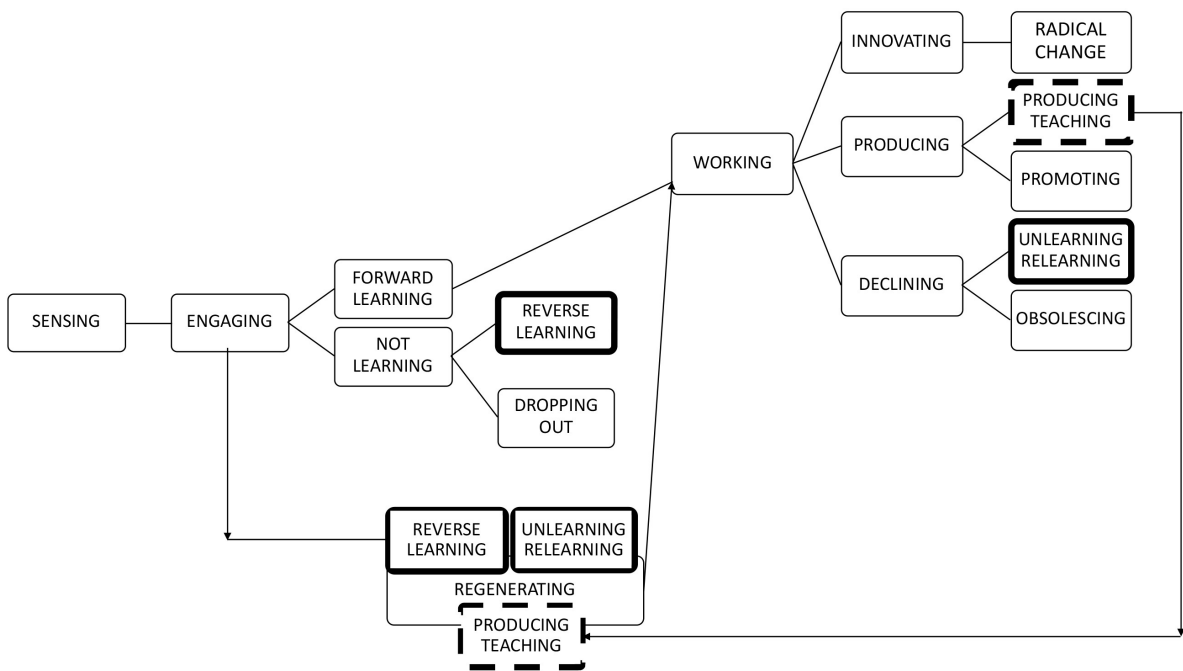 INNOVATING
RADICAL
CHANGE
PRODUCING
TEACHING
WORKING
PRODUCING
PROMOTING
UNLEARNING
RELEARNING
DECLINING
OBSOLESCING
SENSING
ENGAGING
FORWARD
LEARNING
NOT
LEARNING
REVERSE
LEARNING
DROPPING
OUT
REVERSE
LEARNING
UNLEARNING
RELEARNING
REGENERATING
PRODUCING
TEACHING